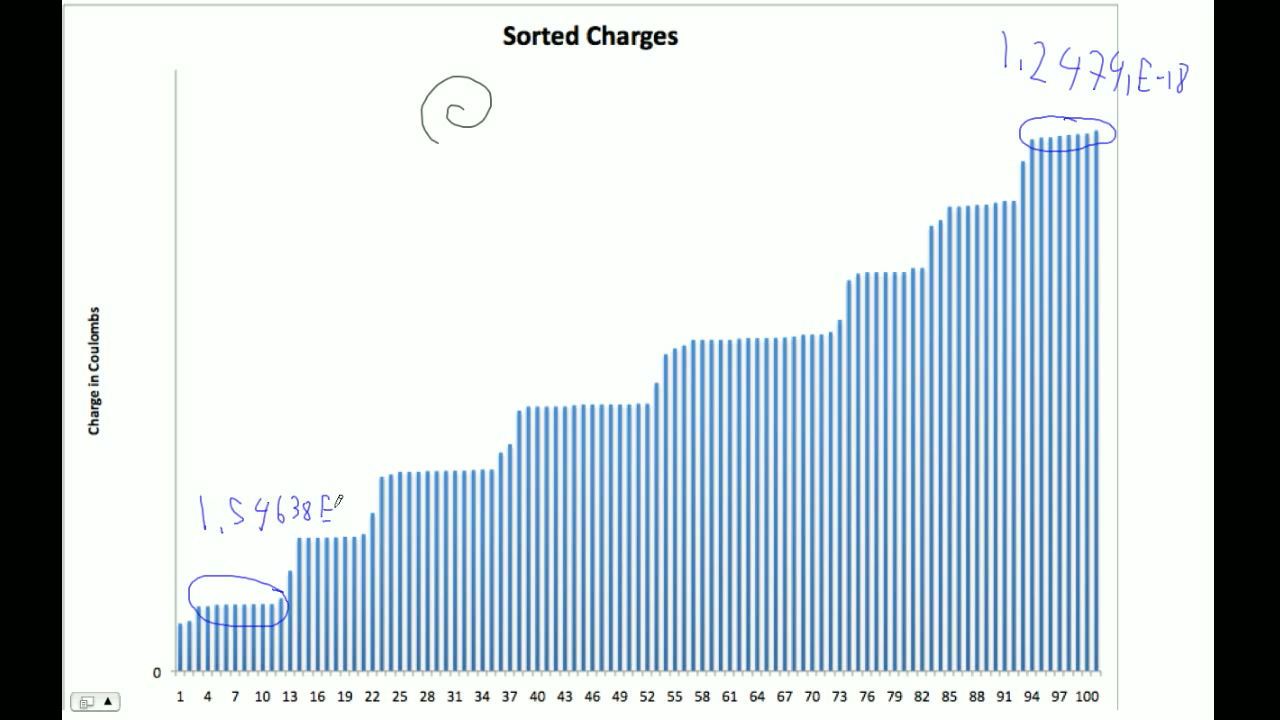 Sorted Charges
1.2479,E-18
Charge in Coulombs
1.54638E
0
1 4 7 10 13 16 19 22 25 28 31 34 37 40 43 46 49 52 55 58 61 64 67 70 73 76 79 82 85 88 91 94 97 100